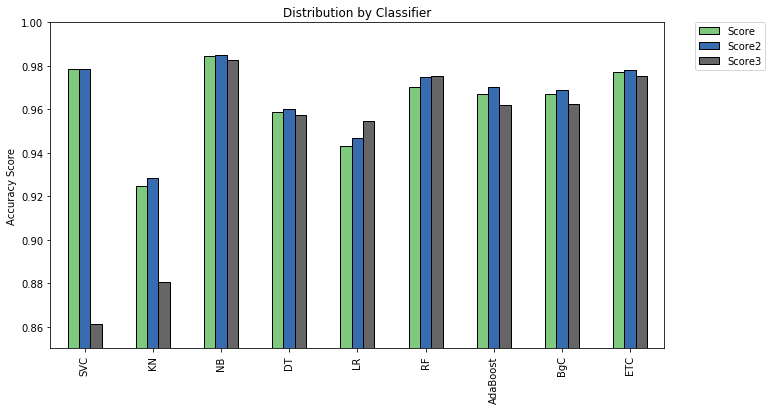 Distribution by Classifier
Score
Score2
Score3
Accuracy Score
1.00
0.98
0.96
0.94
0.92
0.90
0.88
0.86
SVC
KN
NB
DT
LR
RF
AdaBoost
BgC
ETC